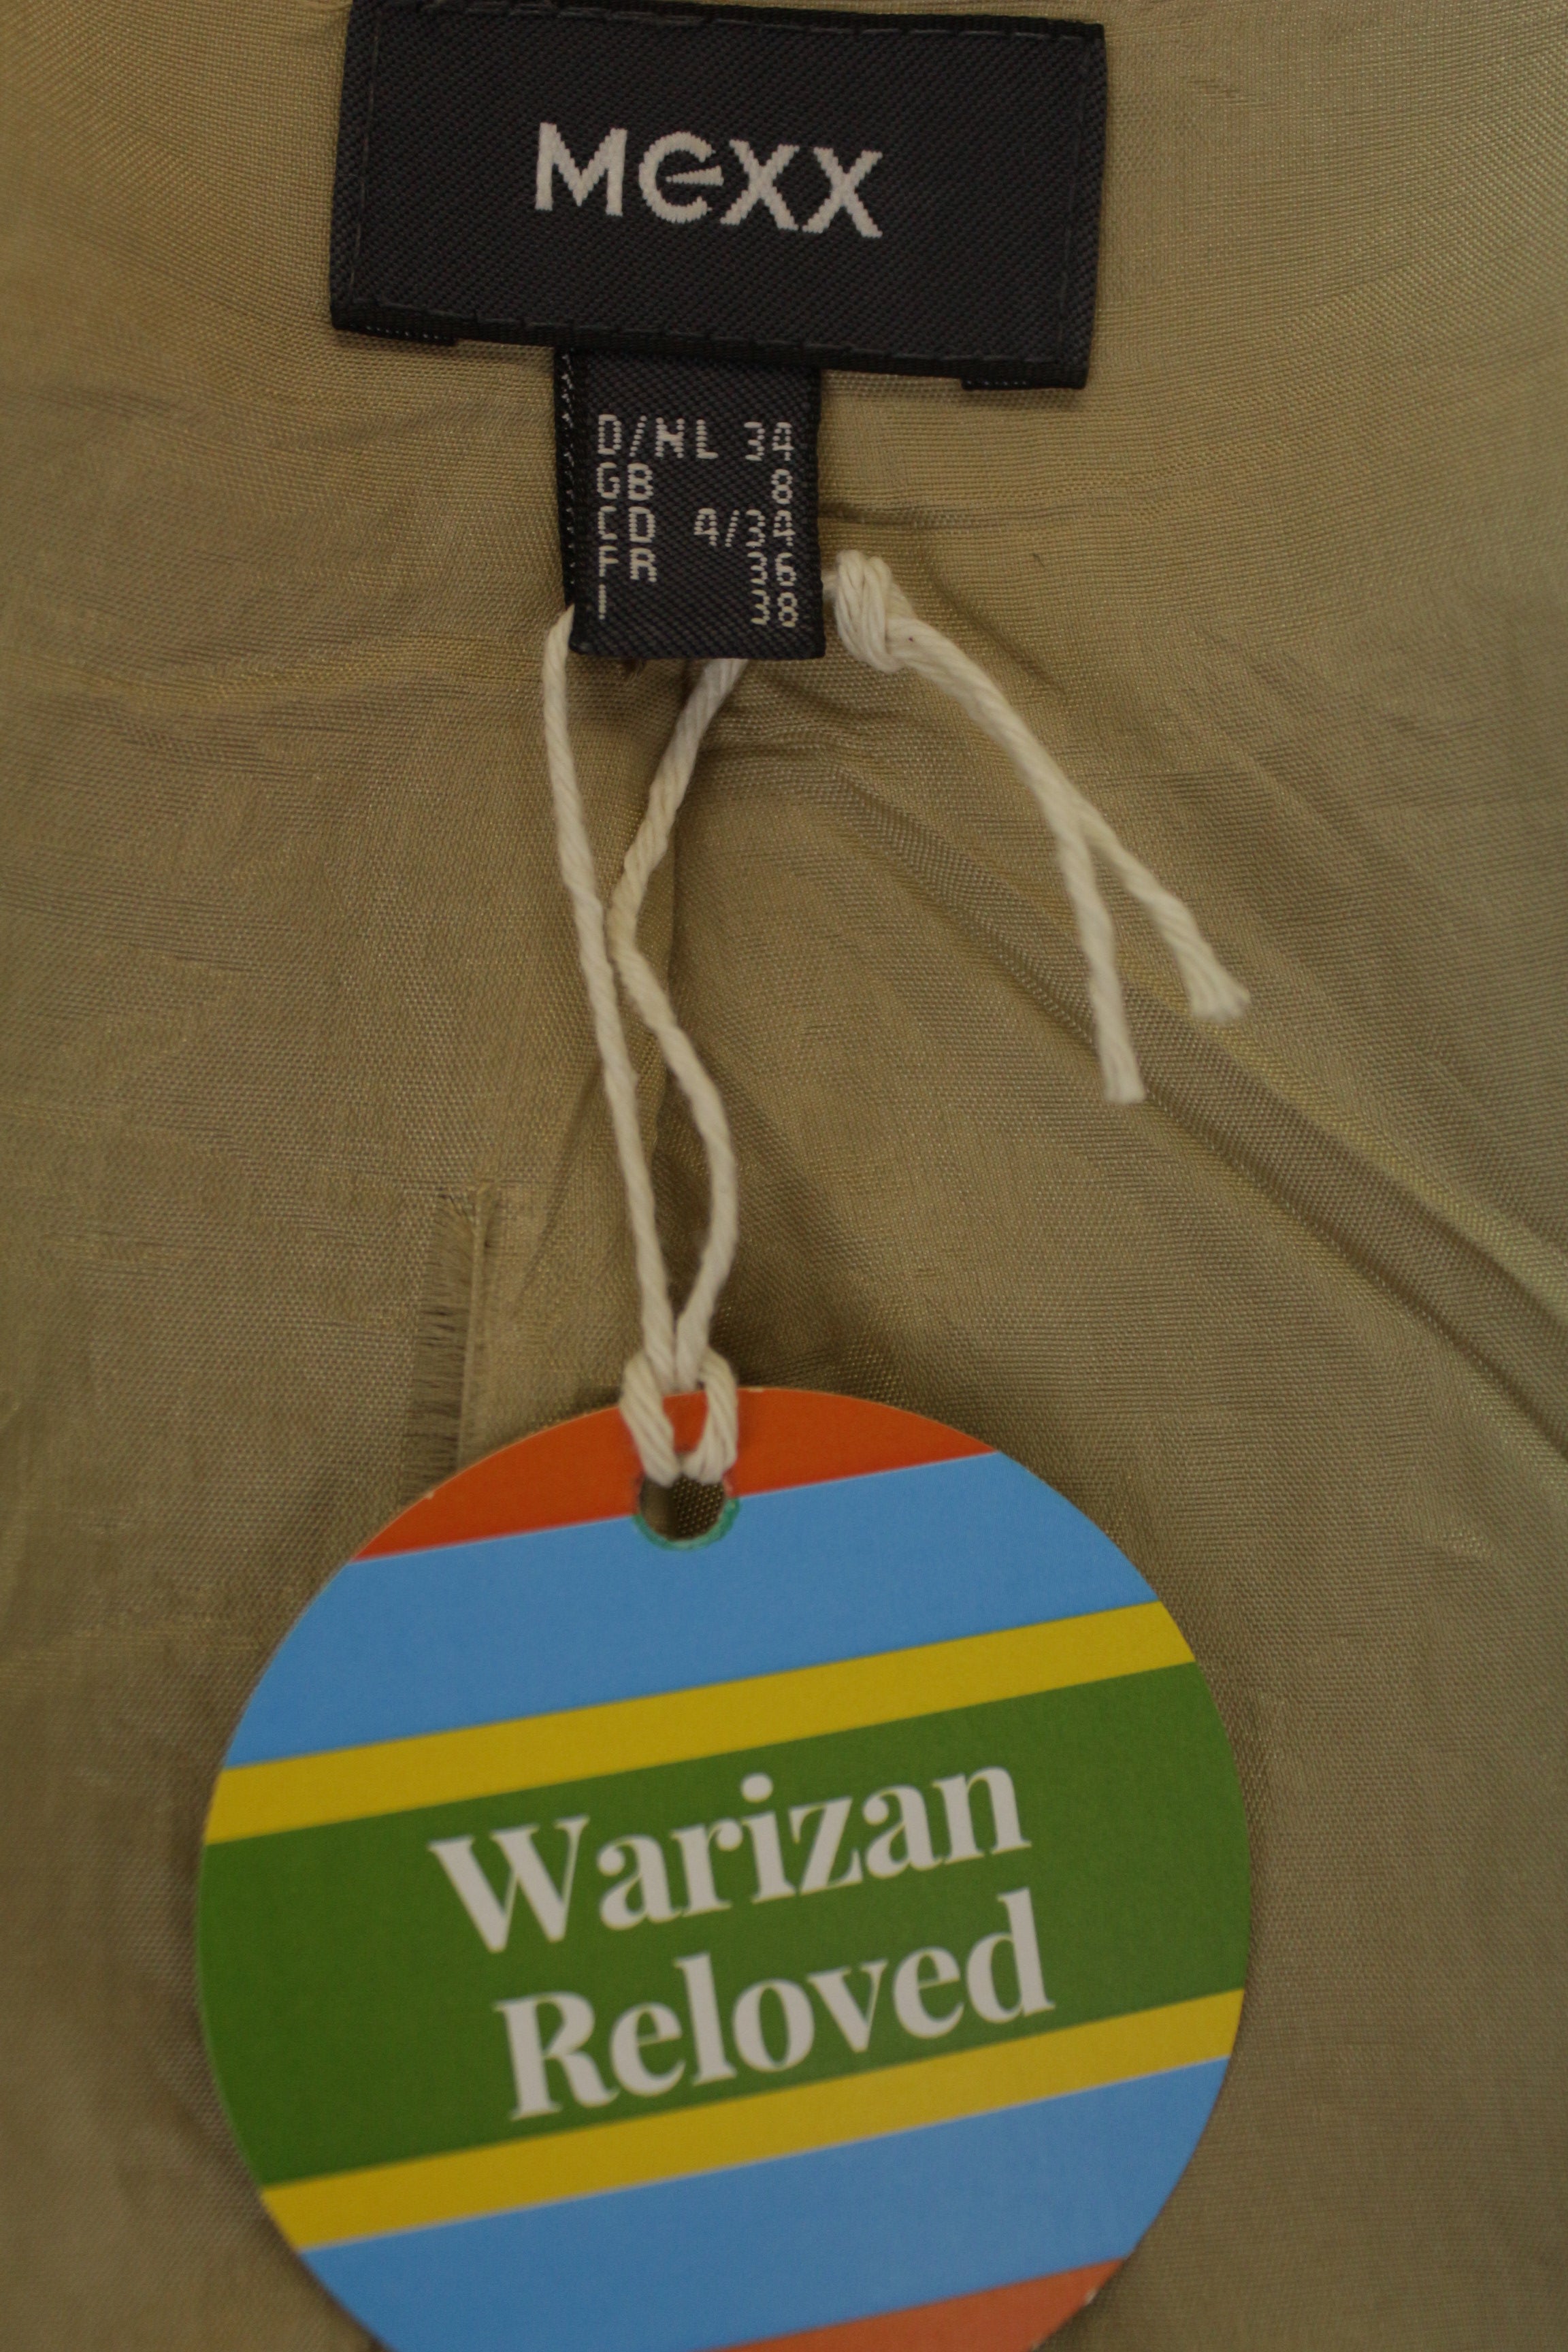 MEXX
D/NL 34
GB 8
CD 4/34
FR 36
I 38
Warizan
Reloved